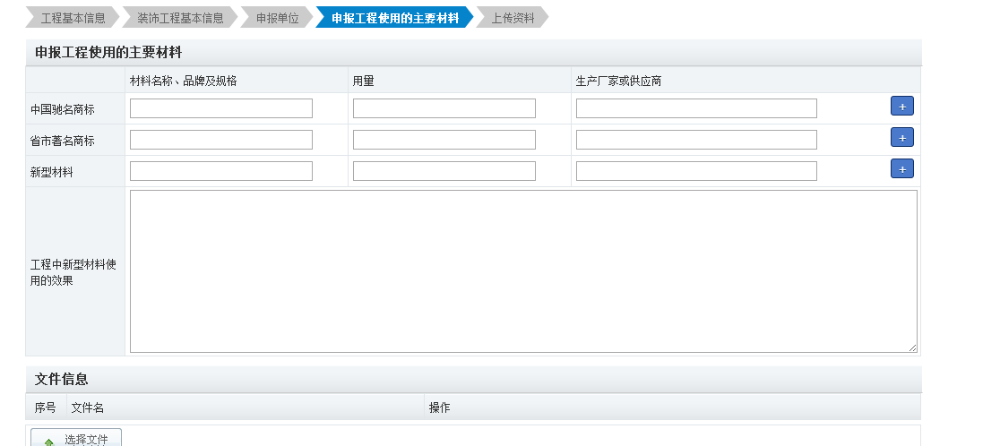 工程基本信息 装饰工程基本信息 申报单位 申报工程使用的主要材料 上传资料
申报工程使用的主要材料
材料名称、品牌及规格 用量 生产厂家或供应商
中国驰名商标 +
省市著名商标 +
新型材料 +
工程中新型材料使
用的效果
文件信息
序号 文件名 操作
选择文件